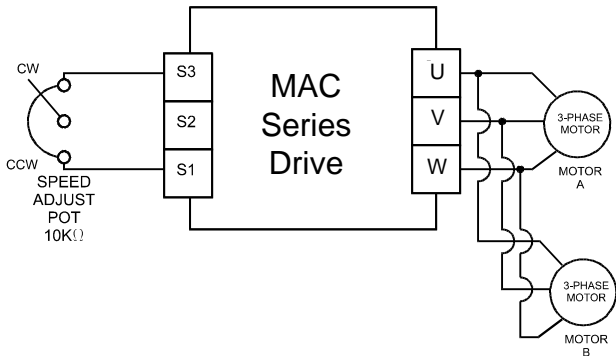 CW
CCW
SPEED
ADJUST
POT
10KΩ
S3
S2
S1
MAC
Series
Drive
U
V
W
3-PHASE
MOTOR
MOTOR
A
3-PHASE
MOTOR
MOTOR
B